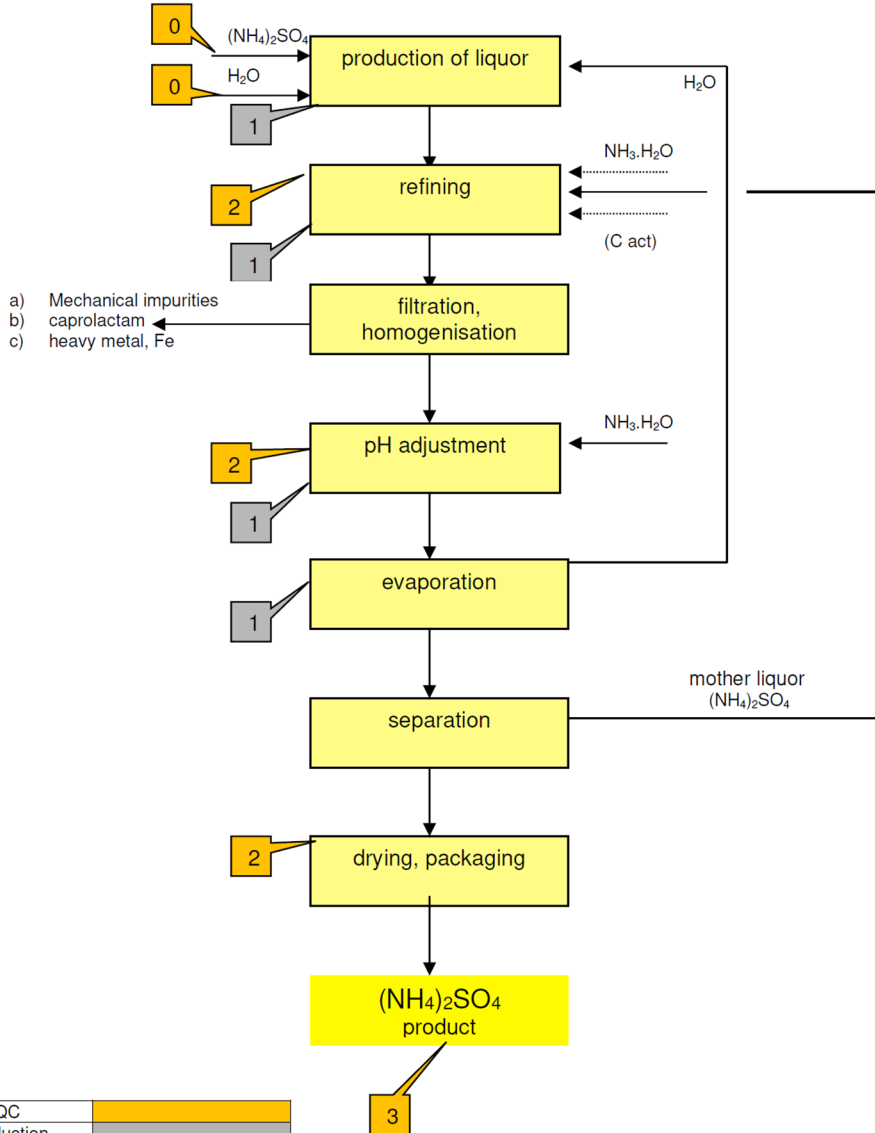 0
(NH₄)₂SO₄
production of liquor
H₂O
0
H₂O
1
NH₃.H₂O
refining
2
(C act)
1
a) Mechanical impurities
b) caprolactam
c) heavy metal, Fe
filtration,
homogenisation
NH₃.H₂O
pH adjustment
2
1
evaporation
1
mother liquor
(NH₄)₂SO₄
separation
drying, packaging
2
(NH₄)₂SO₄
product
3
QC